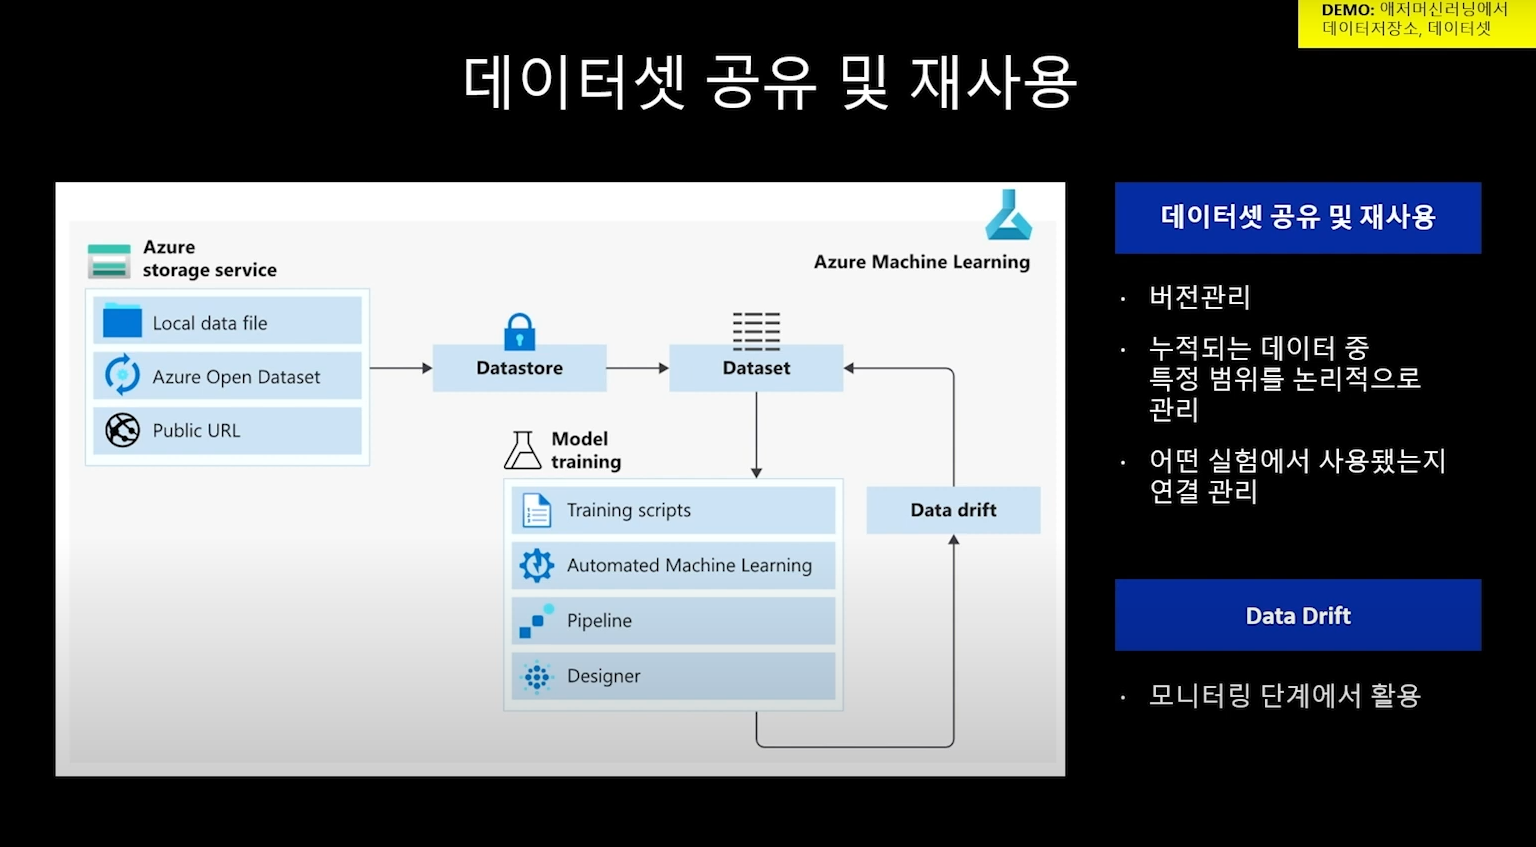 DEMO: 애저머신러닝에서
데이터저장소, 데이터셋
데이터셋 공유 및 재사용
Azure
storage service
Local data file
Azure Open Dataset
Public URL
Azure Machine Learning
Datastore
Dataset
Model
training
Training scripts
Automated Machine Learning
Pipeline
Designer
Data drift
데이터셋 공유 및 재사용
· 버전관리
· 누적되는 데이터 중
특정 범위를 논리적으로
관리
· 어떤 실험에서 사용됐는지
연결 관리
Data Drift
· 모니터링 단계에서 활용